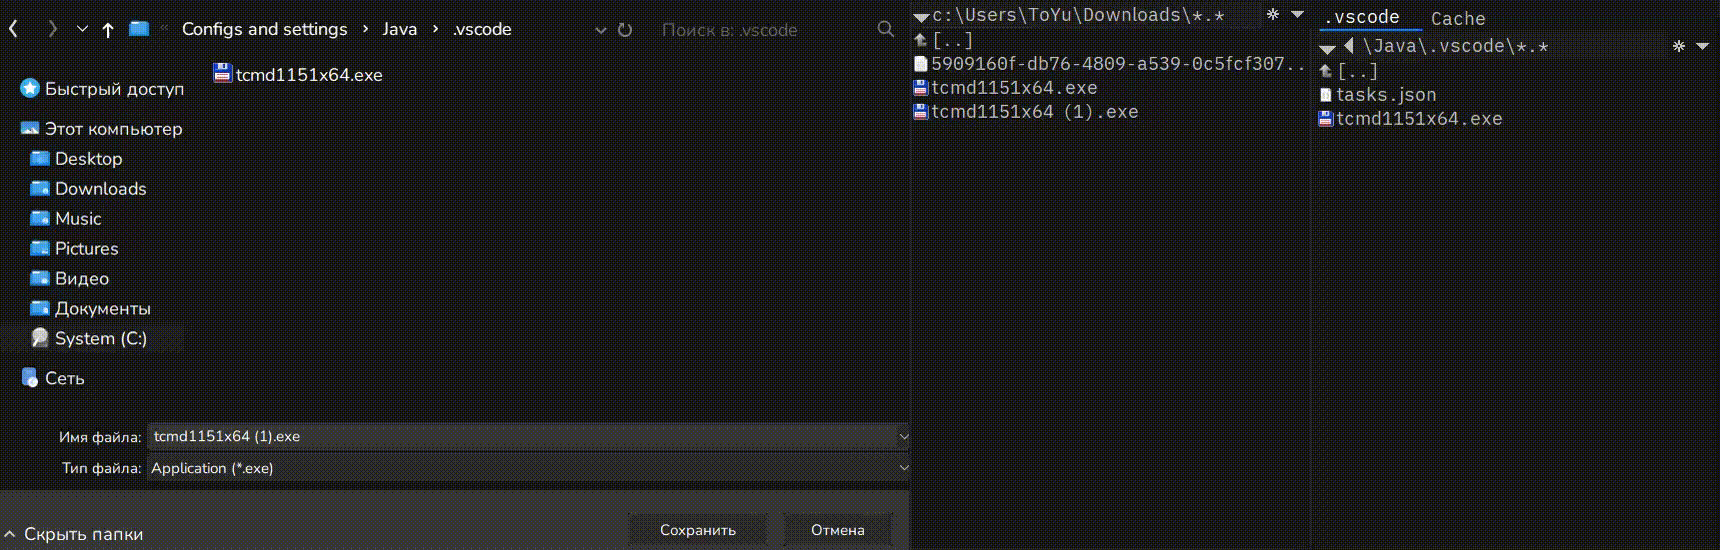 Configs and settings › Java › .vscode
Поиск в: .vscode
tcmd1151x64.exe
Быстрый доступ
Этот компьютер
Desktop
Downloads
Music
Pictures
Видео
Документы
System (C:)
Сеть
Имя файла: tcmd1151x64 (1).exe
Тип файла: Application (*.exe)
Скрыть папки
Сохранить
Отмена
c:\Users\ToYu\Downloads\*.*
[..]
5909160f-db76-4809-a539-0c5fcf307..
tcmd1151x64.exe
tcmd1151x64 (1).exe
.vscode Cache
\Java\.vscode\*.*
[..]
tasks.json
tcmd1151x64.exe